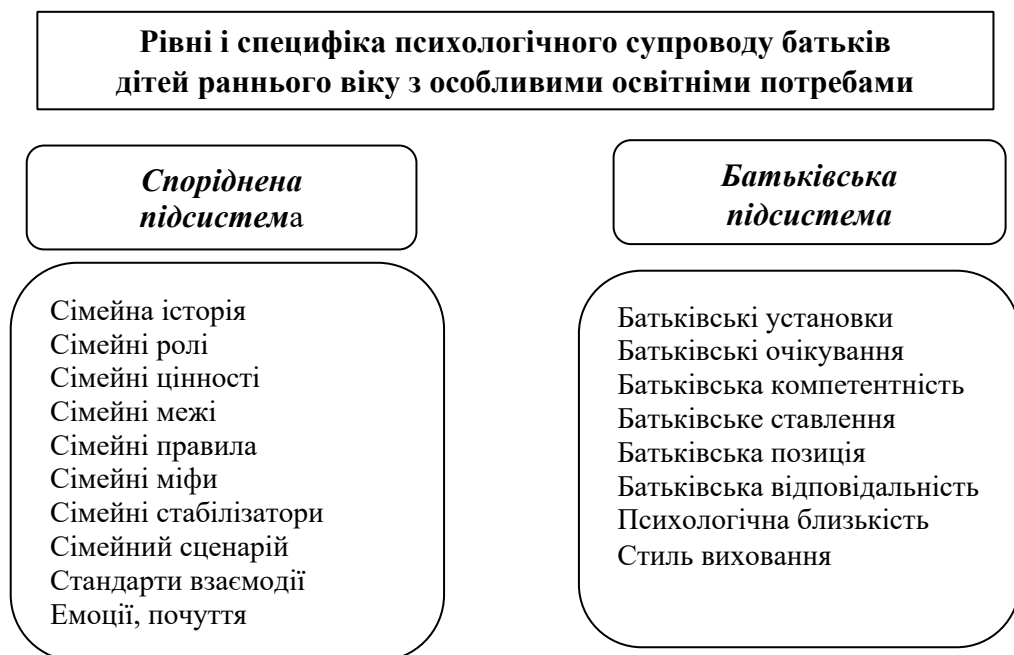 Рівні і специфіка психологічного супроводу батьків
дітей раннього віку з особливими освітніми потребами
Споріднена
підсистема
Сімейна історія
Сімейні ролі
Сімейні цінності
Сімейні межі
Сімейні правила
Сімейні міфи
Сімейні стабілізатори
Сімейний сценарій
Стандарти взаємодії
Емоції, почуття
Батьківська
підсистема
Батьківські установки
Батьківські очікування
Батьківська компетентність
Батьківське ставлення
Батьківська позиція
Батьківська відповідальність
Психологічна близькість
Стиль виховання